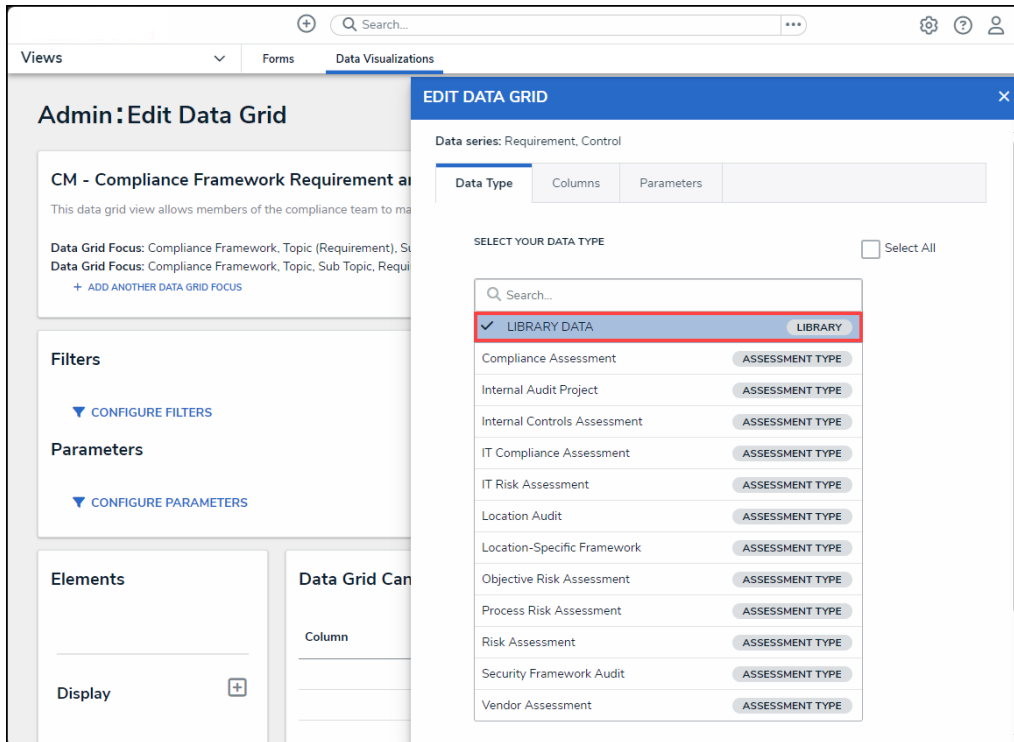 Search...
Views
Forms
Data Visualizations
Admin:Edit Data Grid
CM - Compliance Framework Requirement
This data grid view allows members of the compliance team to
Data Grid Focus: Compliance Framework, Topic (Requirement),
Data Grid Focus: Compliance Framework, Topic, Sub Topic,
+ ADD ANOTHER DATA GRID FOCUS
Filters
CONFIGURE FILTERS
Parameters
CONFIGURE PARAMETERS
Elements
Display
Data Grid
Column
EDIT DATA GRID
Data series: Requirement, Control
Data Type
Columns
Parameters
SELECT YOUR DATA TYPE
Select All
Search...
LIBRARY DATA LIBRARY
Compliance Assessment ASSESSMENT TYPE
Internal Audit Project ASSESSMENT TYPE
Internal Controls Assessment ASSESSMENT TYPE
IT Compliance Assessment ASSESSMENT TYPE
IT Risk Assessment ASSESSMENT TYPE
Location Audit ASSESSMENT TYPE
Location-Specific Framework ASSESSMENT TYPE
Objective Risk Assessment ASSESSMENT TYPE
Process Risk Assessment ASSESSMENT TYPE
Risk Assessment ASSESSMENT TYPE
Security Framework Audit ASSESSMENT TYPE
Vendor Assessment ASSESSMENT TYPE